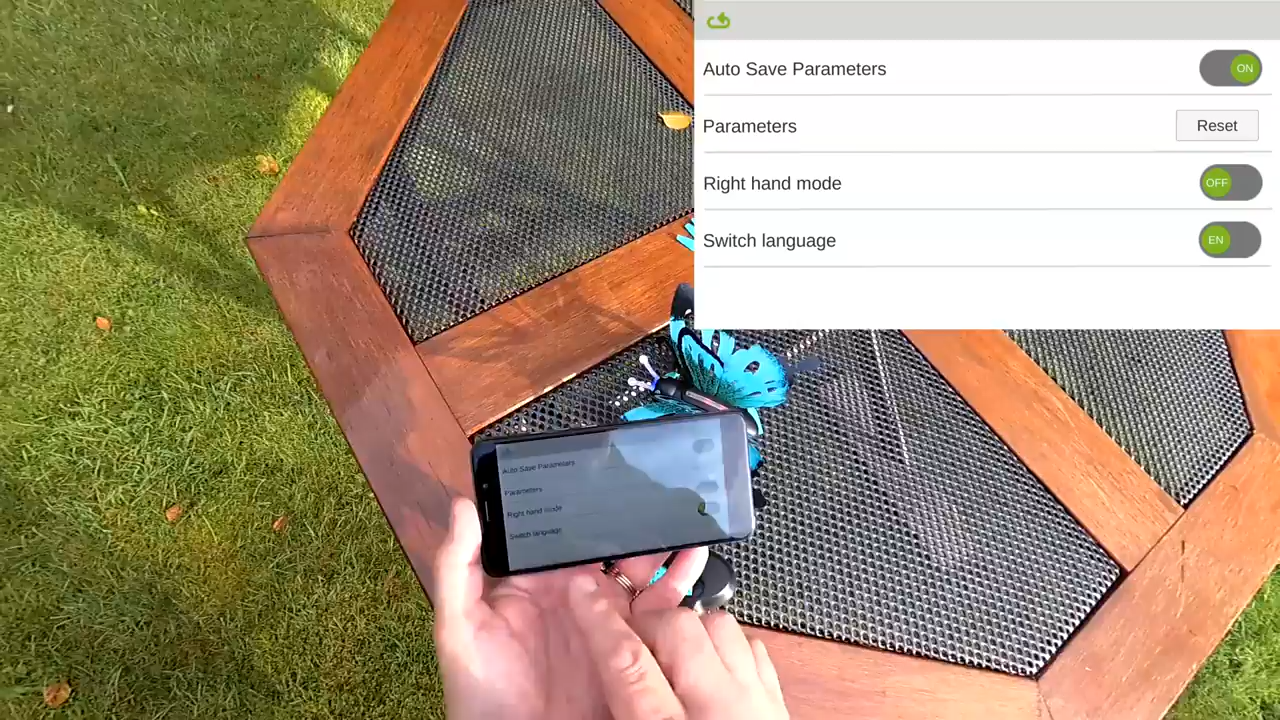 Auto Save Parameters
ON
Parameters
Reset
Right hand mode
OFF
Switch language
EN
Auto Save Parameters
Parameters
Right hand mode
Switch language